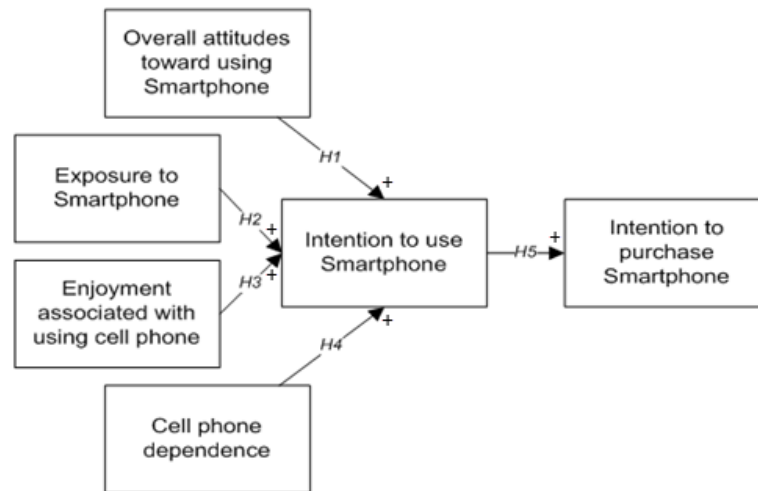 Overall attitudes
toward using
Smartphone
H1
+
Exposure to
Smartphone
H2
+
Enjoyment
associated with
using cell phone
H3
+
Cell phone
dependence
H4
+
Intention to use
Smartphone
H5
+
Intention to
purchase
Smartphone